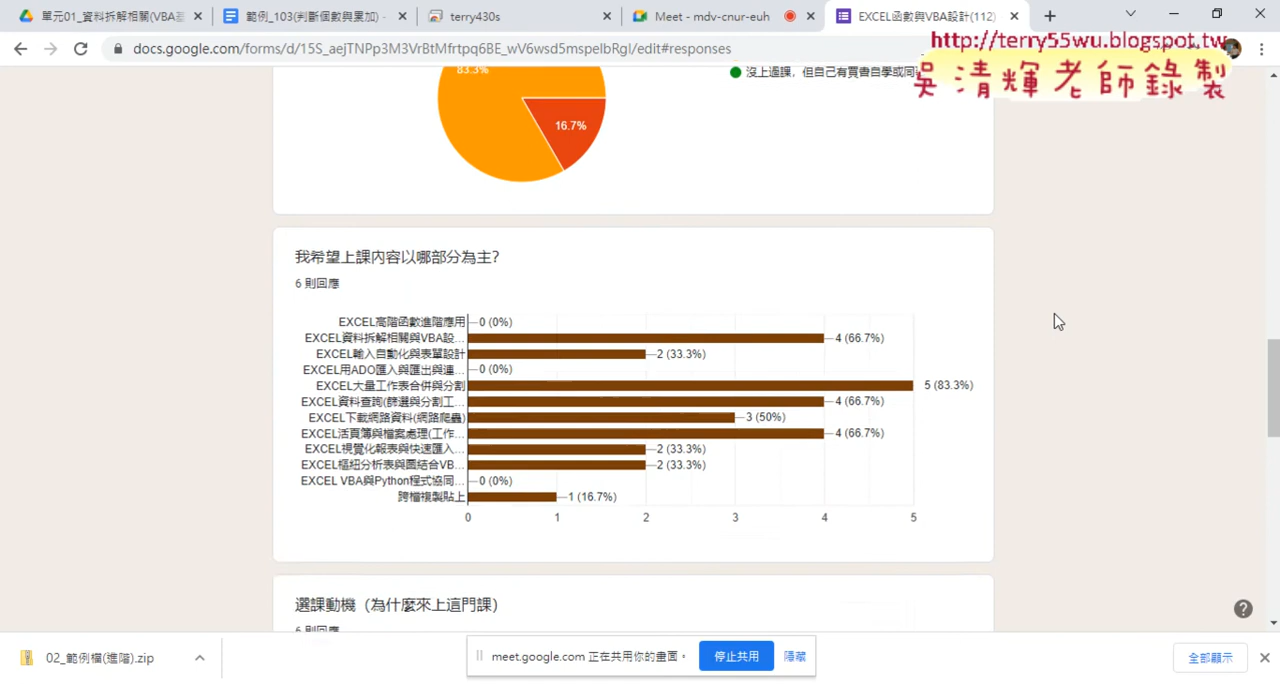 單元01_資料拆解相關(VBA基
範例_103(判斷個數與累加) -
terry430s
Meet - mdv-cnur-euh
EXCEL函數與VBA設計(112)
docs.google.com/forms/d/15S_aejTNPp3M3VrBtMfrtpq6BE_wV6wsd5mspelbRgI/edit#responses
http://terry55wu.blogspot.tw
吳清輝老師錄製
83.3%
16.7%
沒上過課，但自己有買書自學或同
我希望上課內容以哪部分為主?
6 則回應
EXCEL高階函數進階應用 0 (0%)
EXCEL資料拆解相關與VBA設... 4 (66.7%)
EXCEL輸入自動化與表單設計 2 (33.3%)
EXCEL用ADO匯入與匯出與連... 0 (0%)
EXCEL大量工作表合併與分割 5 (83.3%)
EXCEL資料查詢(篩選與分割工... 4 (66.7%)
EXCEL下載網路資料(網路爬蟲) 3 (50%)
EXCEL活頁簿與檔案處理(工作... 4 (66.7%)
EXCEL視覺化報表與快速匯入... 2 (33.3%)
EXCEL樞紐分析表與圖結合VB... 2 (33.3%)
EXCEL VBA與Python程式協同... 0 (0%)
跨檔複製貼上 1 (16.7%)
0 1 2 3 4 5
選課動機（為什麼來上這門課）
6 則回應
02_範例檔(進階).zip
meet.google.com 正在共用你的畫面。
停止共用
隱藏
全部顯示